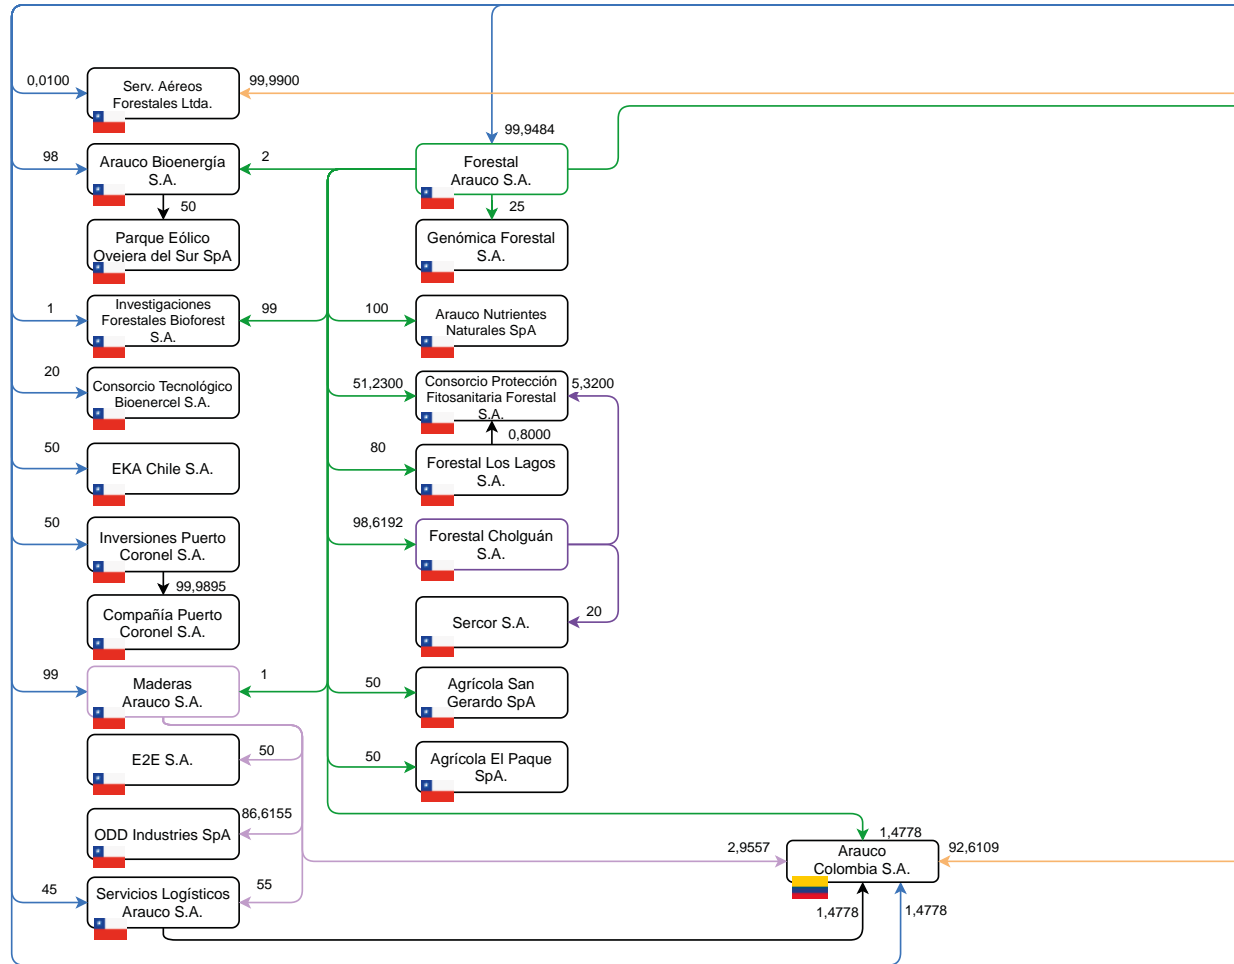 0,0100
Serv. Aéreos
Forestales Ltda.
99,9900
99,9484
98
Arauco Bioenergía
S.A.
2
Forestal
Arauco S.A.
50
25
Parque Eólico
Ovejera del Sur SpA
Genómica Forestal
S.A.
1
Investigaciones
Forestales Bioforest
S.A.
99
100
Arauco Nutrientes
Naturales SpA
20
Consorcio Tecnológico
Bioenercel S.A.
51,2300
Consorcio Protección
Fitosanitaria Forestal
S.A.
5,3200
0,8000
50
EKA Chile S.A.
80
Forestal Los Lagos
S.A.
50
Inversiones Puerto
Coronel S.A.
98,6192
Forestal Cholguán
S.A.
99,9895
Compañía Puerto
Coronel S.A.
Sercor S.A.
20
99
Maderas
Arauco S.A.
1
50
Agrícola San
Gerardo SpA
E2E S.A.
50
50
Agrícola El Paque
SpA.
ODD Industries SpA
86,6155
1,4778
2,9557
Arauco
Colombia S.A.
92,6109
45
Servicios Logísticos
Arauco S.A.
55
1,4778
1,4778